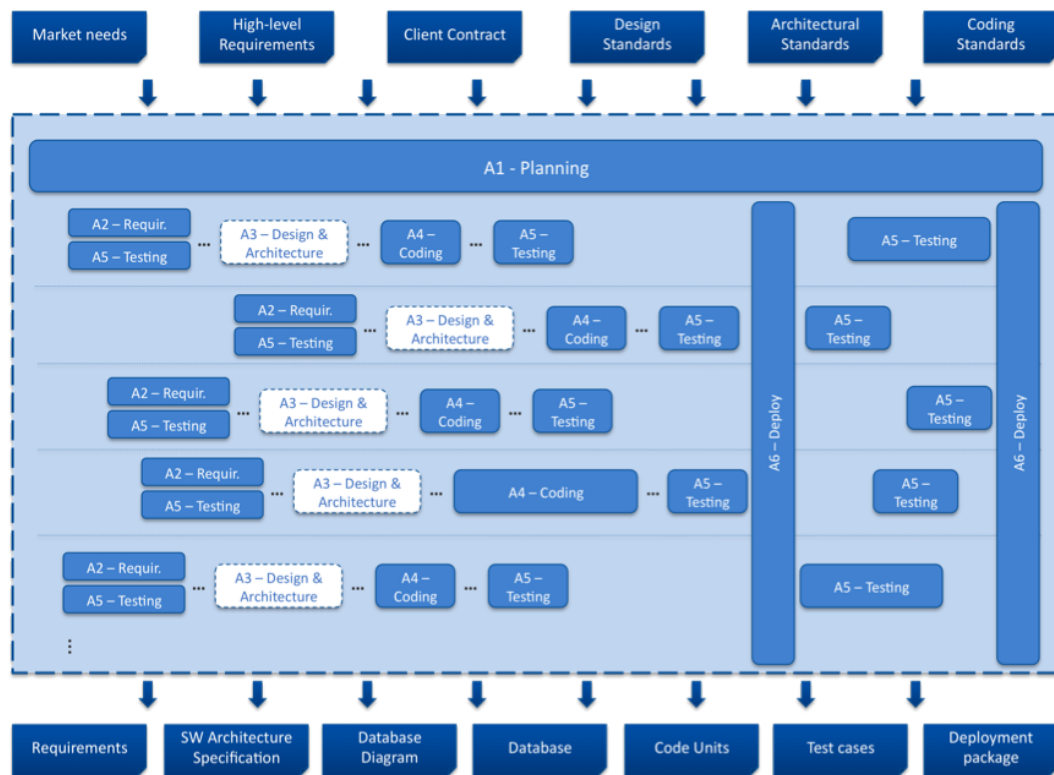 Market needs
High-level
Requirements
Client Contract
Design
Standards
Architectural
Standards
Coding
Standards
A1 - Planning
A2 – Requir.
A5 – Testing
...
A3 – Design &
Architecture
...
A4 –
Coding
...
A5 –
Testing
A5 – Testing
A2 – Requir.
A5 – Testing
...
A3 – Design &
Architecture
...
A4 –
Coding
...
A5 –
Testing
A5 –
Testing
A2 – Requir.
A5 – Testing
...
A3 – Design &
Architecture
...
A4 –
Coding
...
A5 –
Testing
A5 –
Testing
A2 – Requir.
A5 – Testing
...
A3 – Design &
Architecture
...
A4 – Coding
...
A5 –
Testing
A5 –
Testing
A2 – Requir.
A5 – Testing
...
A3 – Design &
Architecture
...
A4 –
Coding
...
A5 –
Testing
A5 – Testing
⋮
A6 – Deploy
A6 – Deploy
Requirements
SW Architecture
Specification
Database
Diagram
Database
Code Units
Test cases
Deployment
package